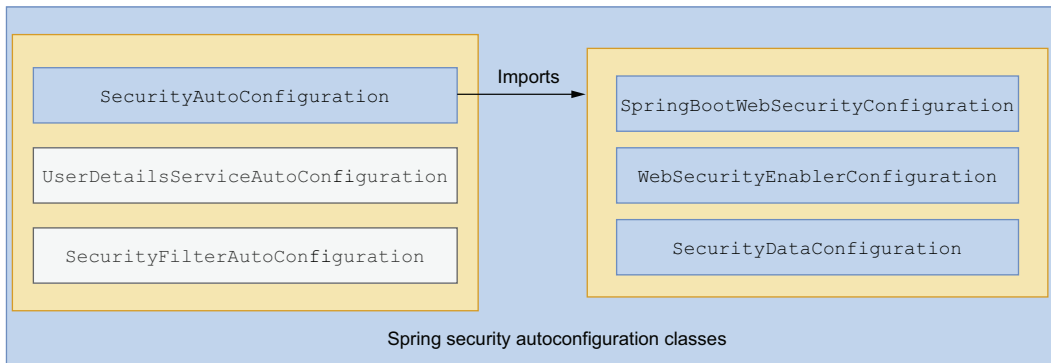 SecurityAutoConfiguration
UserDetailsServiceAutoConfiguration
SecurityFilterAutoConfiguration
Imports
SpringBootWebSecurityConfiguration
WebSecurityEnablerConfiguration
SecurityDataConfiguration
Spring security autoconfiguration classes